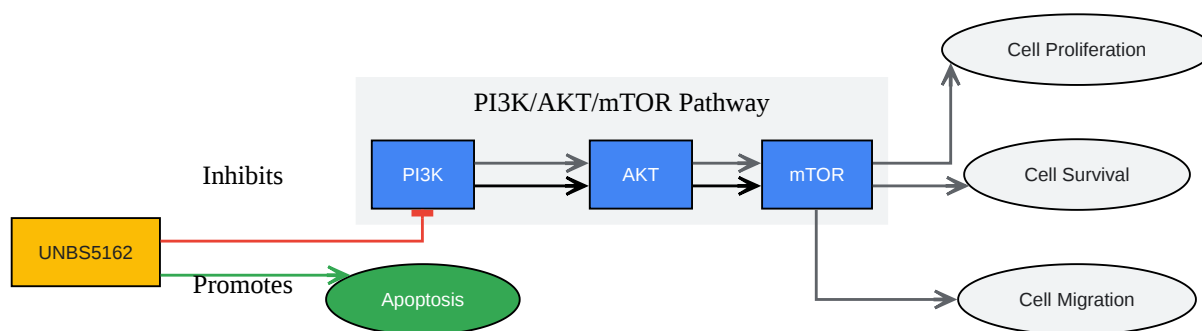 Cell Proliferation
PI3K/AKT/mTOR Pathway
PI3K
AKT
mTOR
Cell Survival
Inhibits
UNBS5162
Promotes
Apoptosis
Cell Migration